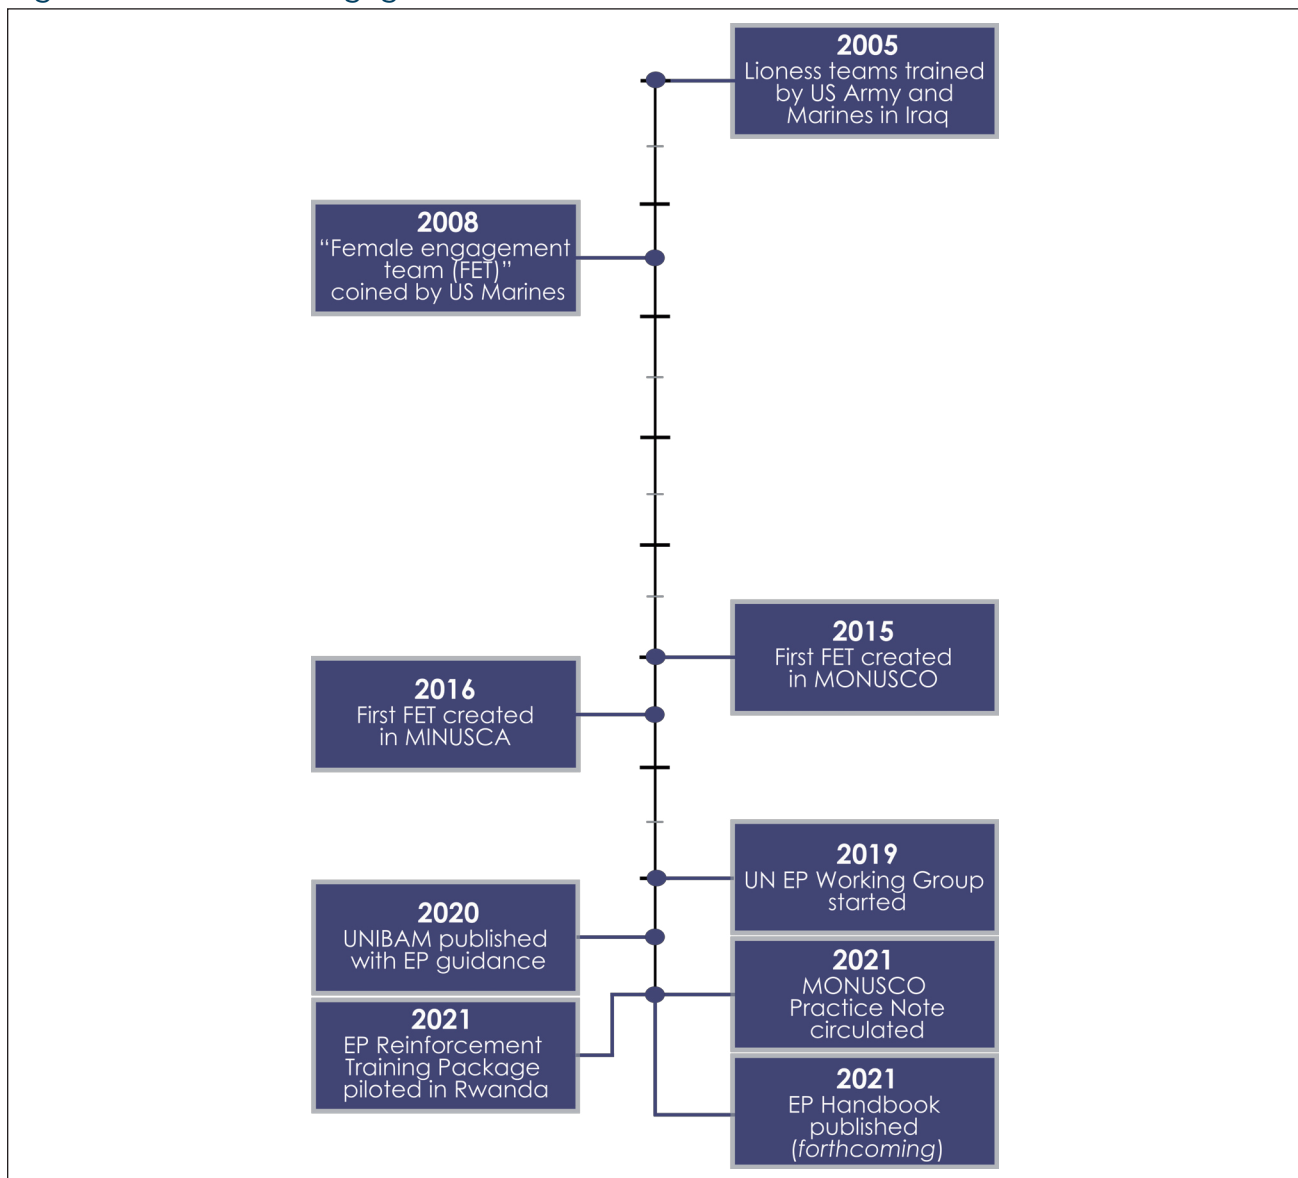 2005
Lioness teams trained
by US Army and
Marines in Iraq
2008
“Female engagement
team (FET)”
coined by US Marines
2015
First FET created
in MONUSCO
2016
First FET created
in MINUSCA
2019
UN EP Working Group
started
2020
UNIBAM published
with EP guidance
2021
MONUSCO
Practice Note
circulated
2021
EP Reinforcement
Training Package
piloted in Rwanda
2021
EP Handbook
published
(forthcoming)